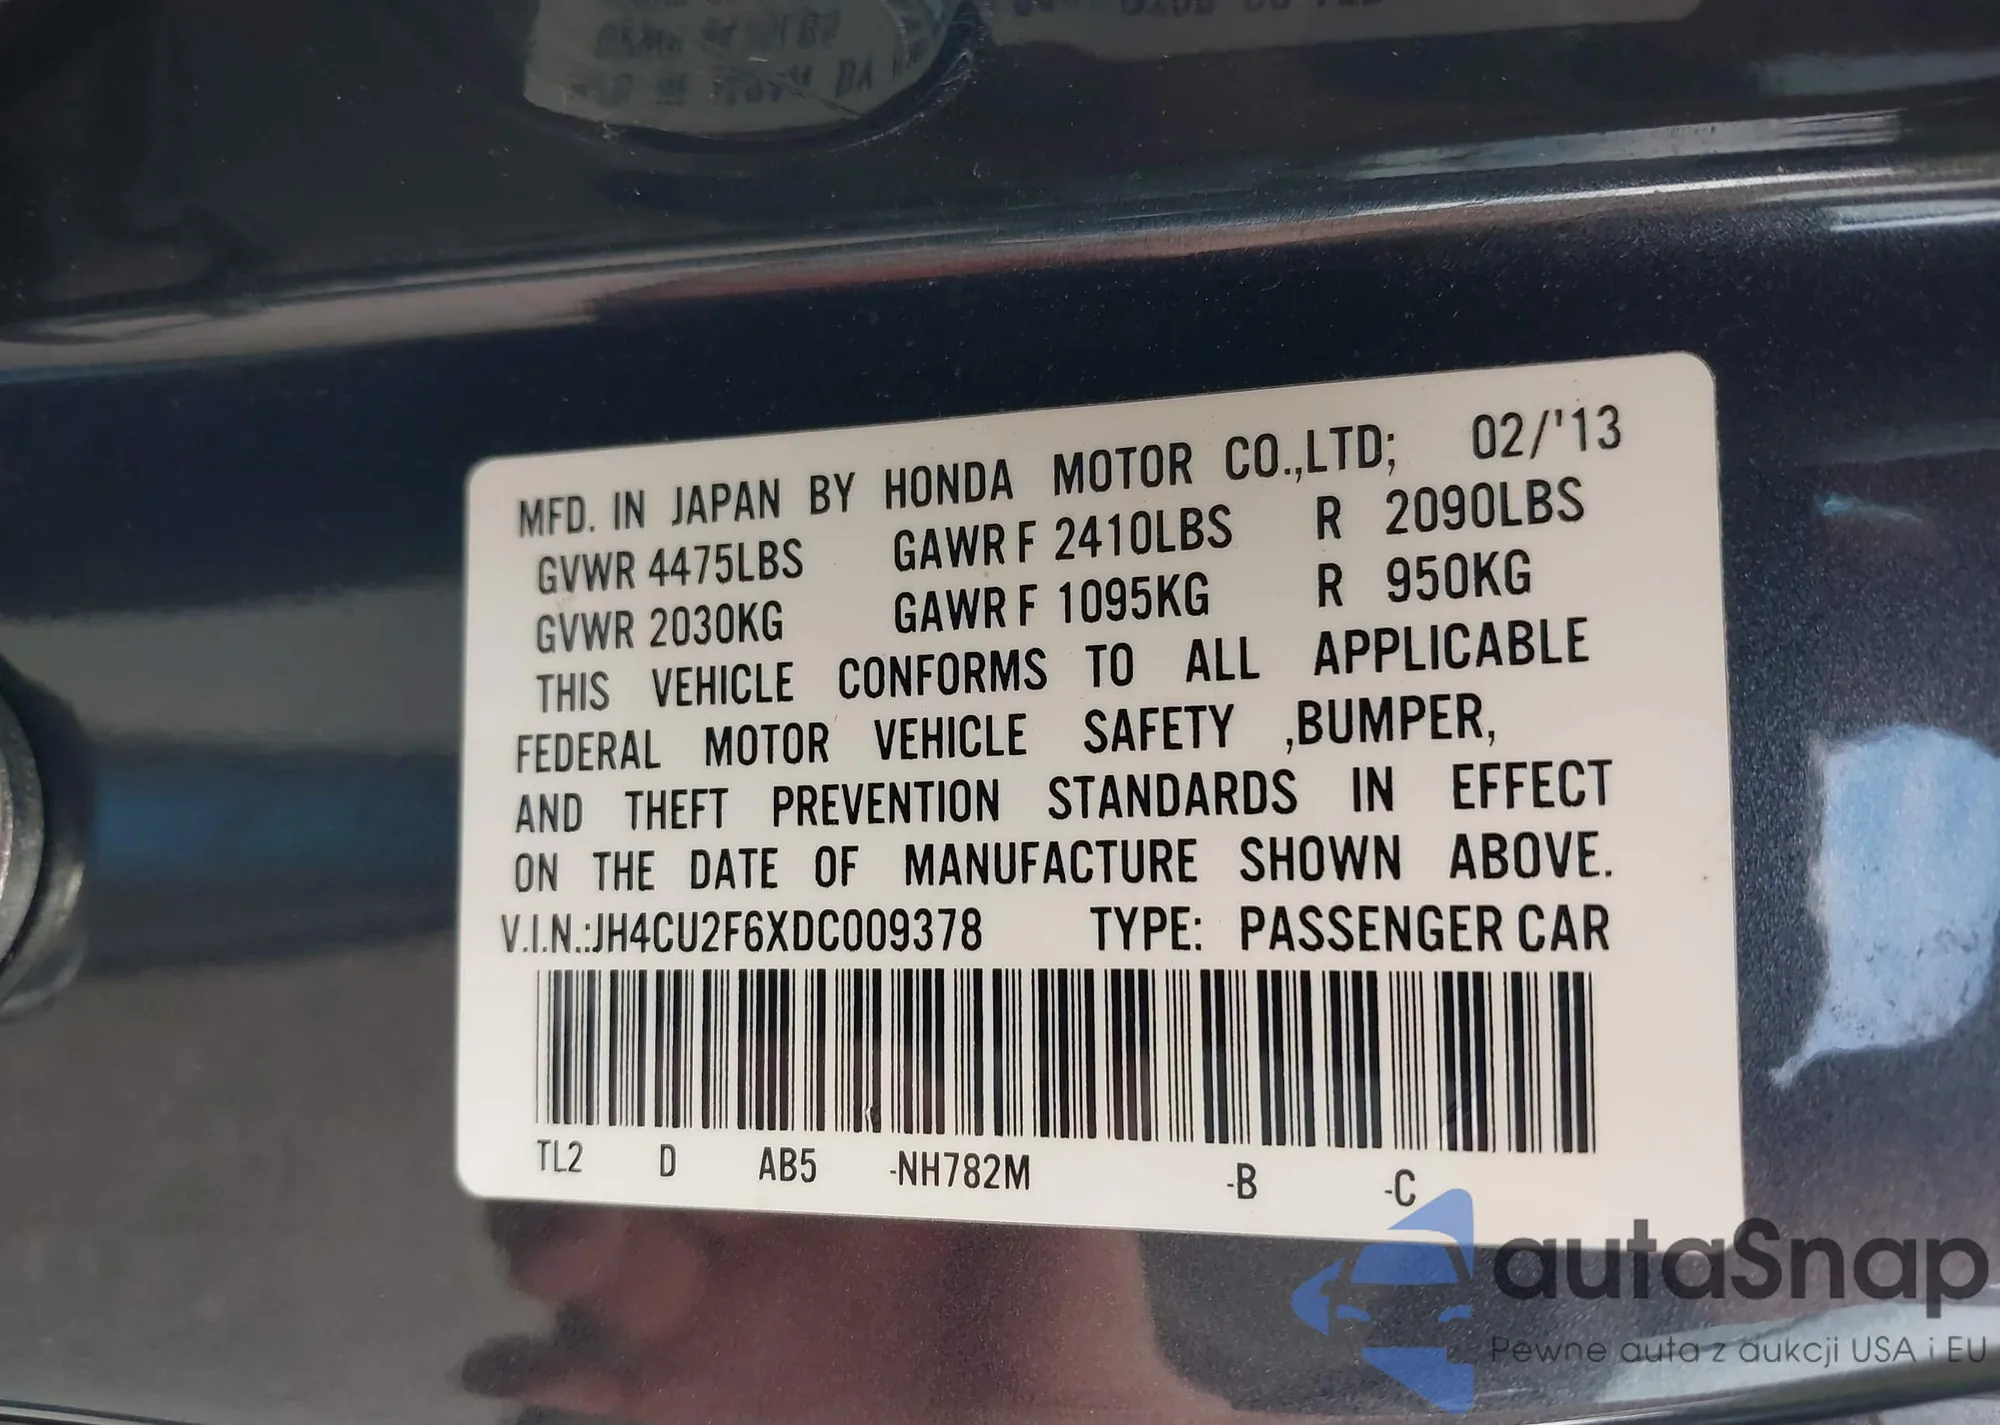 MFD. IN JAPAN BY HONDA MOTOR CO.,LTD; 02/'13
GVWR 4475LBS GAWR F 2410LBS R 2090LBS
GVWR 2030KG GAWR F 1095KG R 950KG
THIS VEHICLE CONFORMS TO ALL APPLICABLE
FEDERAL MOTOR VEHICLE SAFETY ,BUMPER,
AND THEFT PREVENTION STANDARDS IN EFFECT
ON THE DATE OF MANUFACTURE SHOWN ABOVE.
V.I.N.:JH4CU2F6XDC009378 TYPE: PASSENGER CAR
TL2 D AB5 -NH782M -B -C
autaSnap
Pewne auta z aukcji USA i EU